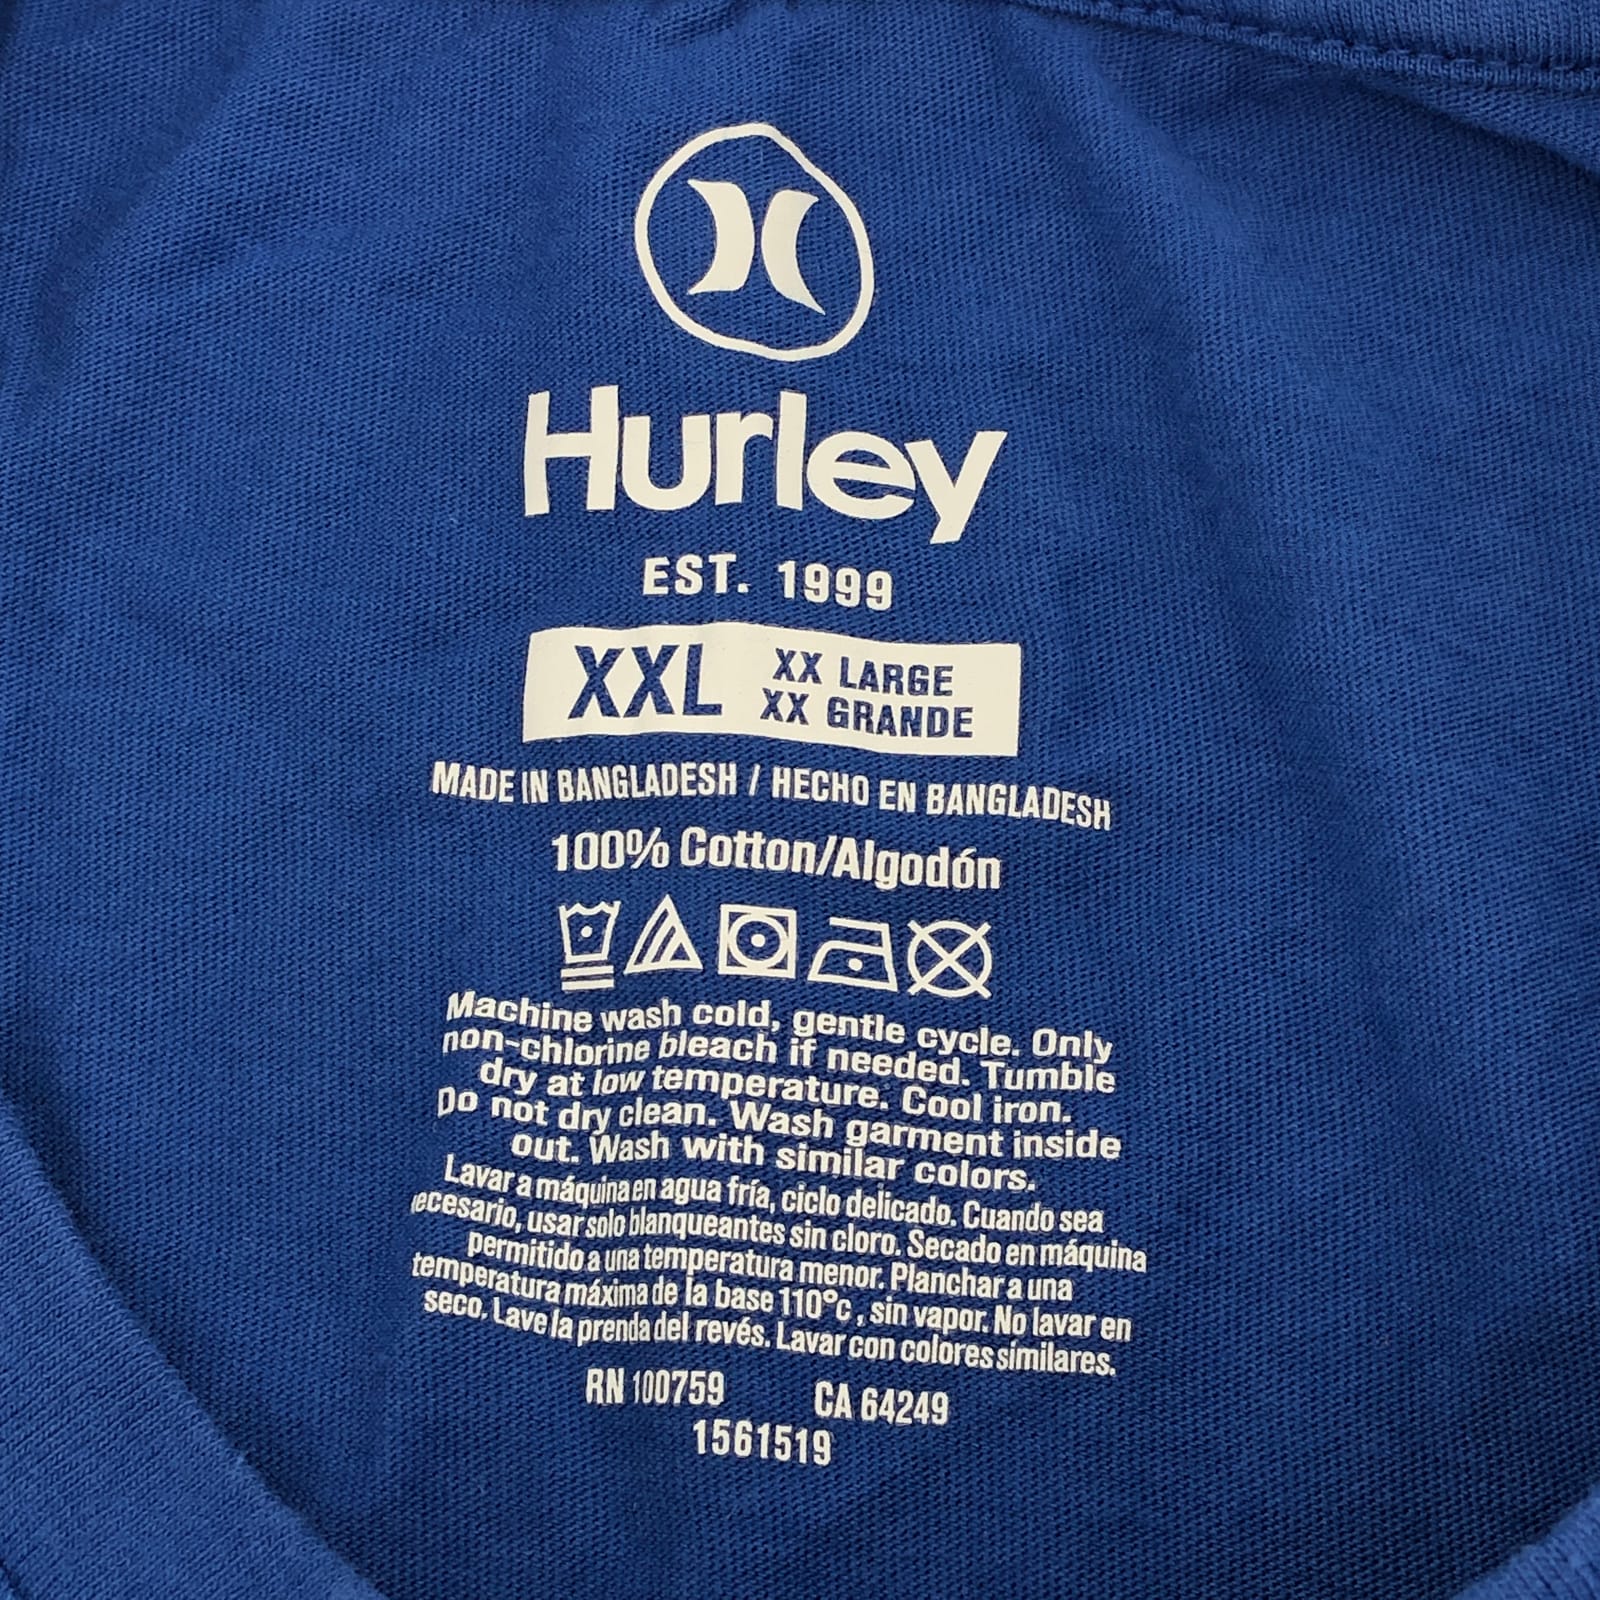 Hurley
EST. 1999
XXL XX LARGE
XX GRANDE
MADE IN BANGLADESH / HECHO EN BANGLADESH
100% Cotton/Algodón
Machine wash cold, gentle cycle. Only
non-chlorine bleach if needed. Tumble
dry at low temperature. Cool iron.
Do not dry clean. Wash garment inside
out. Wash with similar colors.
Lavar a máquina en agua fría, ciclo delicado. Cuando sea
ecesario, usar solo blanqueantes sin cloro. Secado en máquina
permitido a una temperatura menor. Planchar a una
temperatura máxima de la base 110°c, sin vapor. No lavar en
seco. Lave la prenda del revés. Lavar con colores similares.
RN 100759 CA 64249
1561519